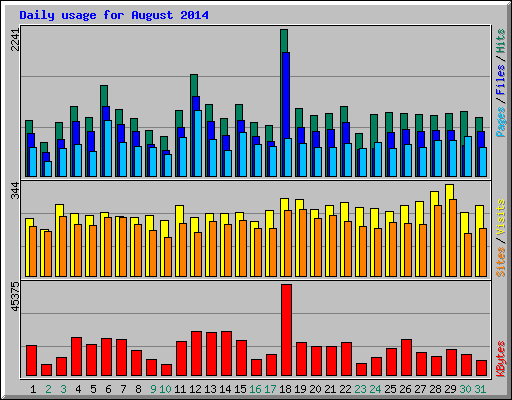 Daily usage for August 2014
2241
Pages / Files / Hits
344
Sites / Visits
45375
KBytes
1 2 3 4 5 6 7 8 9 10 11 12 13 14 15 16 17 18 19 20 21 22 23 24 25 26 27 28 29 30 31